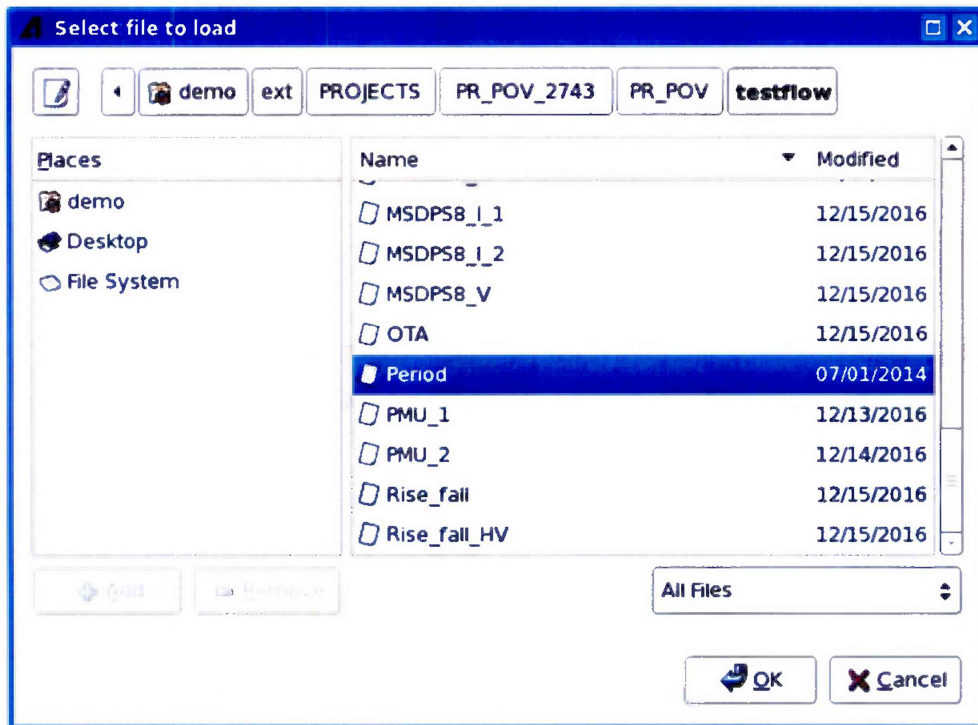 Select file to load
demo ext PROJECTS PR_POV_2743 PR_POV testflow
Places
demo
Desktop
File System
Name Modified
MSDPS8_I_1 12/15/2016
MSDPS8_I_2 12/15/2016
MSDPS8_V 12/15/2016
OTA 12/15/2016
Period 07/01/2014
PMU_1 12/13/2016
PMU_2 12/14/2016
Rise_fall 12/15/2016
Rise_fall_HV 12/15/2016
Add Remove All Files
OK Cancel